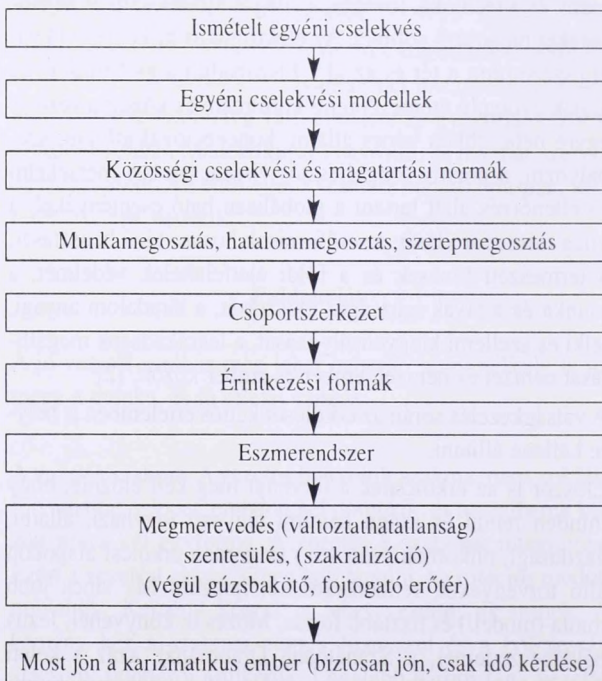 Ismételt egyéni cselekvés
Egyéni cselekvési modellek
Közösségi cselekvési és magatartási normák
Munkamegosztás, hatalommegosztás, szerepmegosztás
Csoportszerkezet
Érintkezési formák
Eszmerendszer
Megmerevedés (változtathatatlanság)
szentesülés, (szakralizáció)
(végül gúzsbakötő, fojtogató erőtér)
Most jön a karizmatikus ember (biztosan jön, csak idő kérdése)